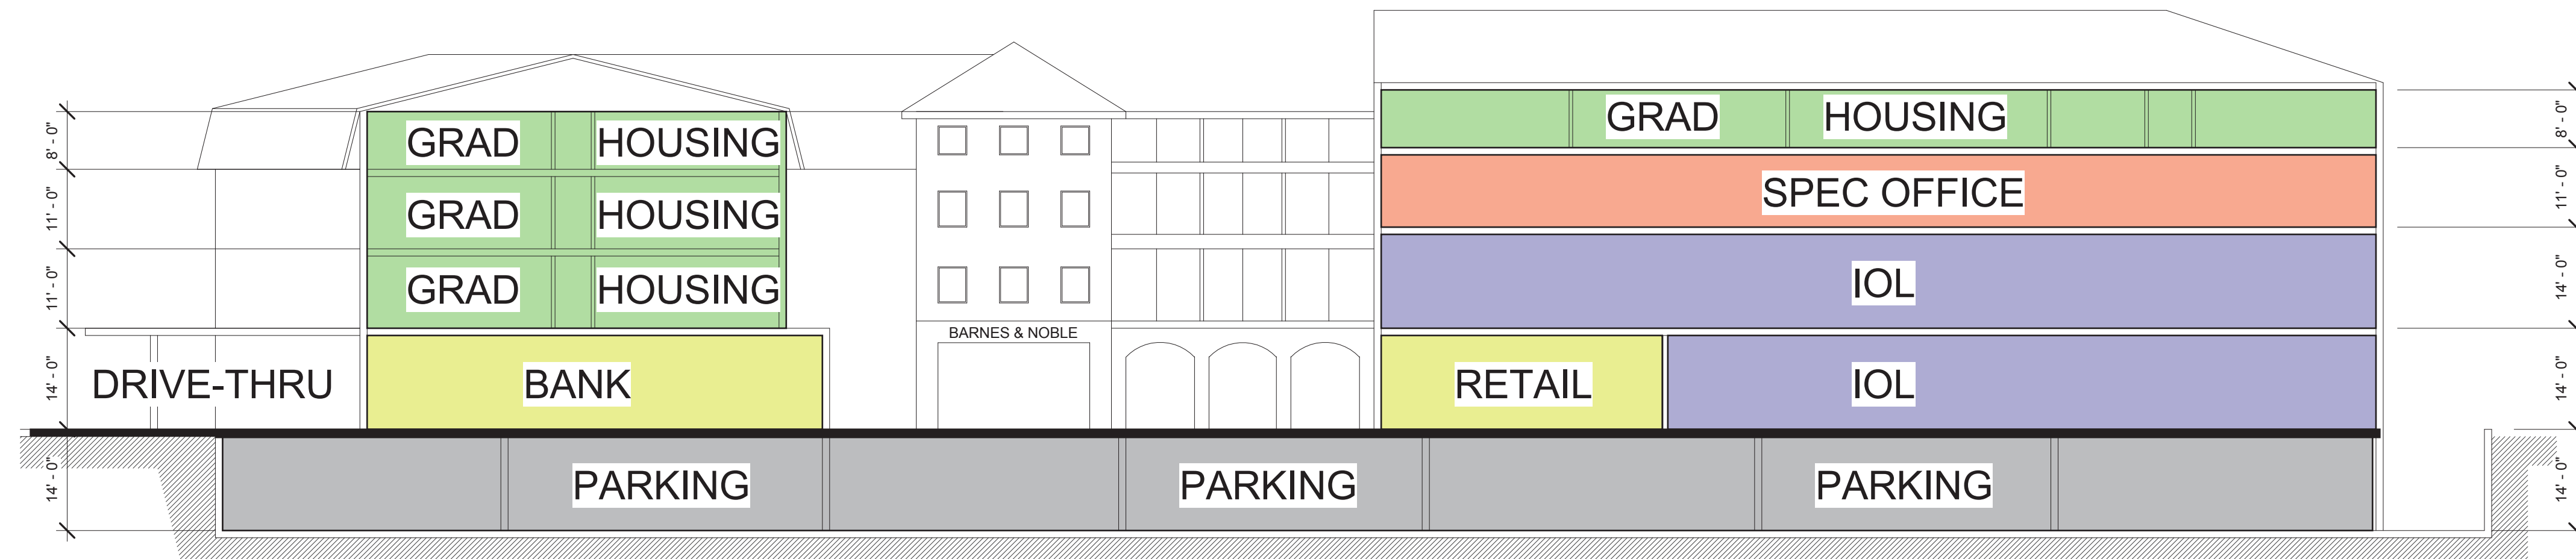 8' - 0"
11' - 0"
11' - 0"
14' - 0"
14' - 0"
GRAD HOUSING
GRAD HOUSING
GRAD HOUSING
DRIVE-THRU
BANK
BARNES & NOBLE
GRAD HOUSING
SPEC OFFICE
IOL
RETAIL
IOL
PARKING
PARKING
PARKING
8' - 0"
11' - 0"
14' - 0"
14' - 0"
14' - 0"